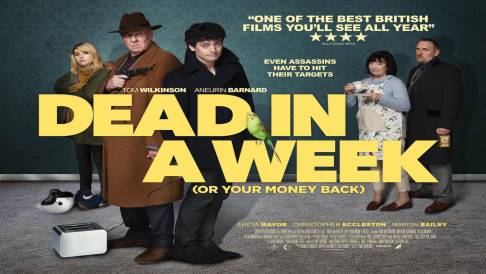 "ONE OF THE BEST BRITISH
FILMS YOU'LL SEE ALL YEAR"
EVEN ASSASSINS
HAVE TO HIT
THEIR TARGETS
TOM WILKINSON ANEURIN BARNARD
DEAD IN
A WEEK
(OR YOUR MONEY BACK)
FREYA MAVOR CHRISTOPHER ECCLESTON MARION BAILEY